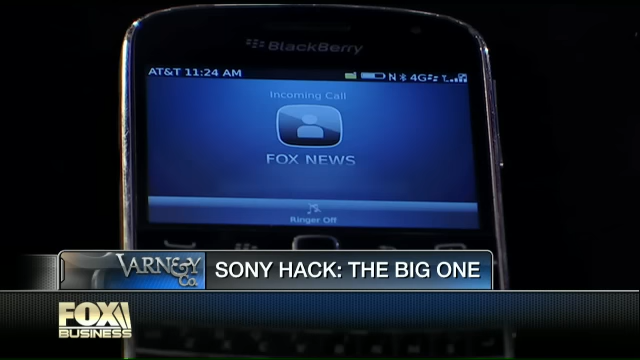 BlackBerry
AT&T 11:24 AM N 4G
Incoming Call
FOX NEWS
Ringer Off
VARNEY & Co.
SONY HACK: THE BIG ONE
FOX
BUSINESS